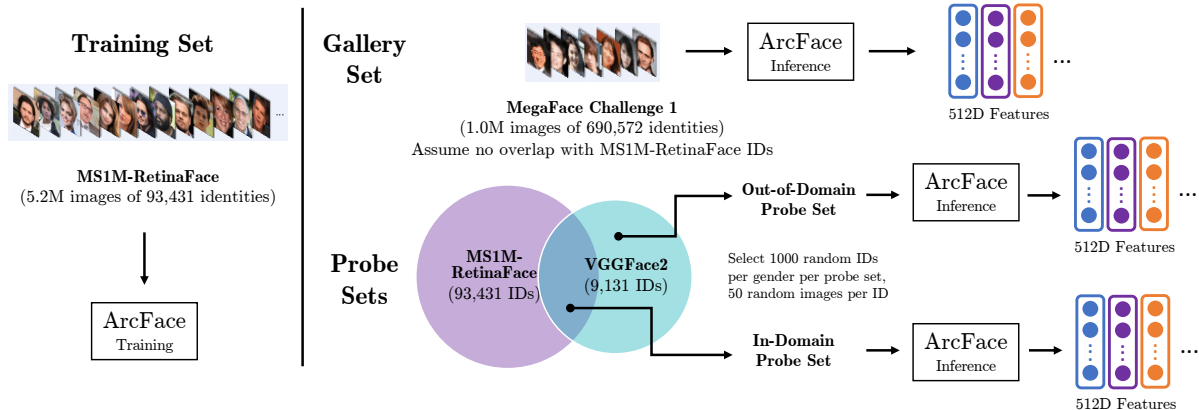 Training Set
...
MS1M-RetinaFace
(5.2M images of 93,431 identities)
ArcFace
Training
Gallery
Set
MegaFace Challenge 1
(1.0M images of 690,572 identities)
Assume no overlap with MS1M-RetinaFace IDs
ArcFace
Inference
...
512D Features
Probe
Sets
MS1M-
RetinaFace
(93,431 IDs)
VGGFace2
(9,131 IDs)
Out-of-Domain
Probe Set
ArcFace
Inference
...
512D Features
Select 1000 random IDs
per gender per probe set,
50 random images per ID
In-Domain
Probe Set
ArcFace
Inference
...
512D Features